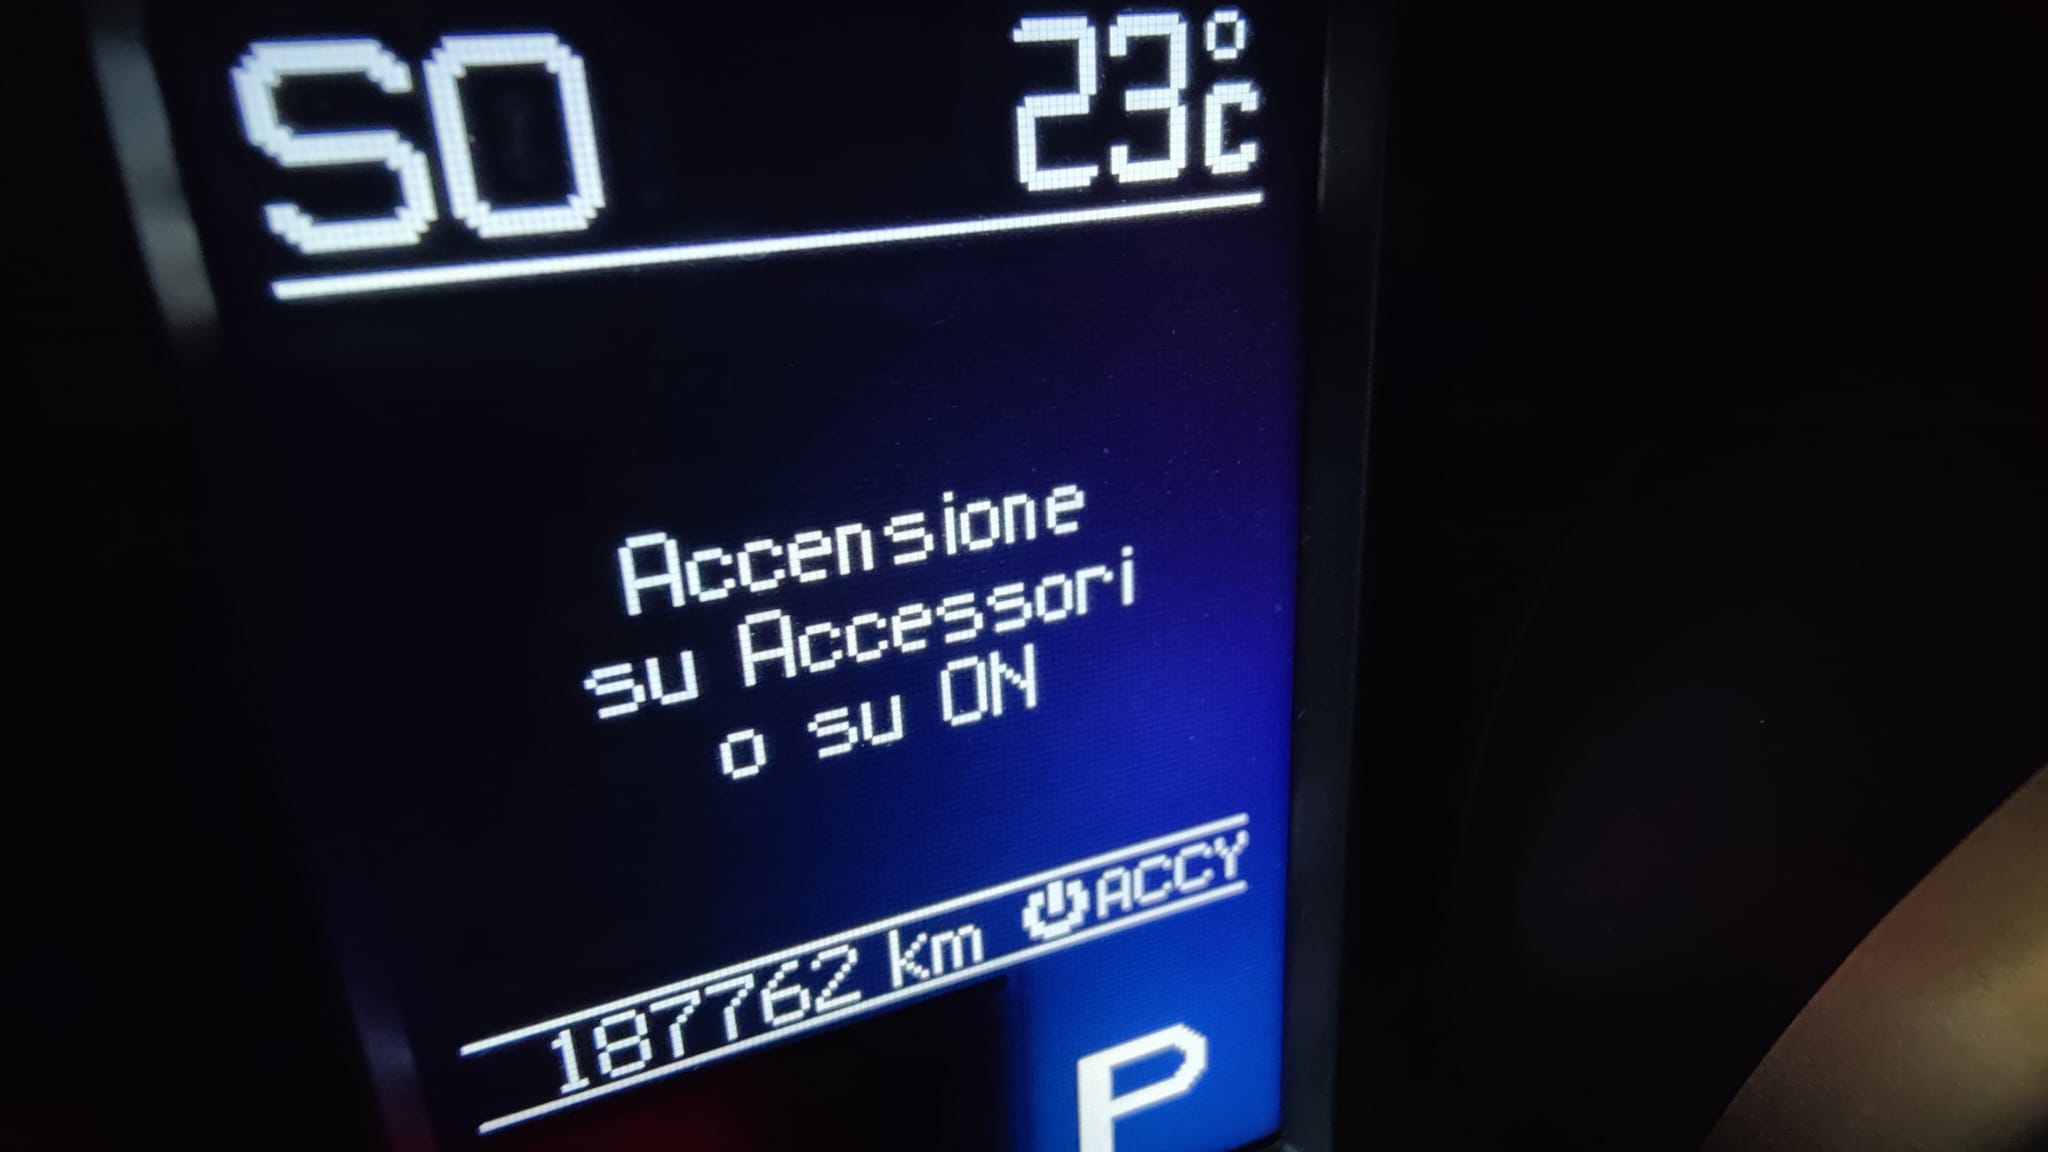 SO 23°C
Accensione
su Accessori
o su ON
187762 km ACCY
P